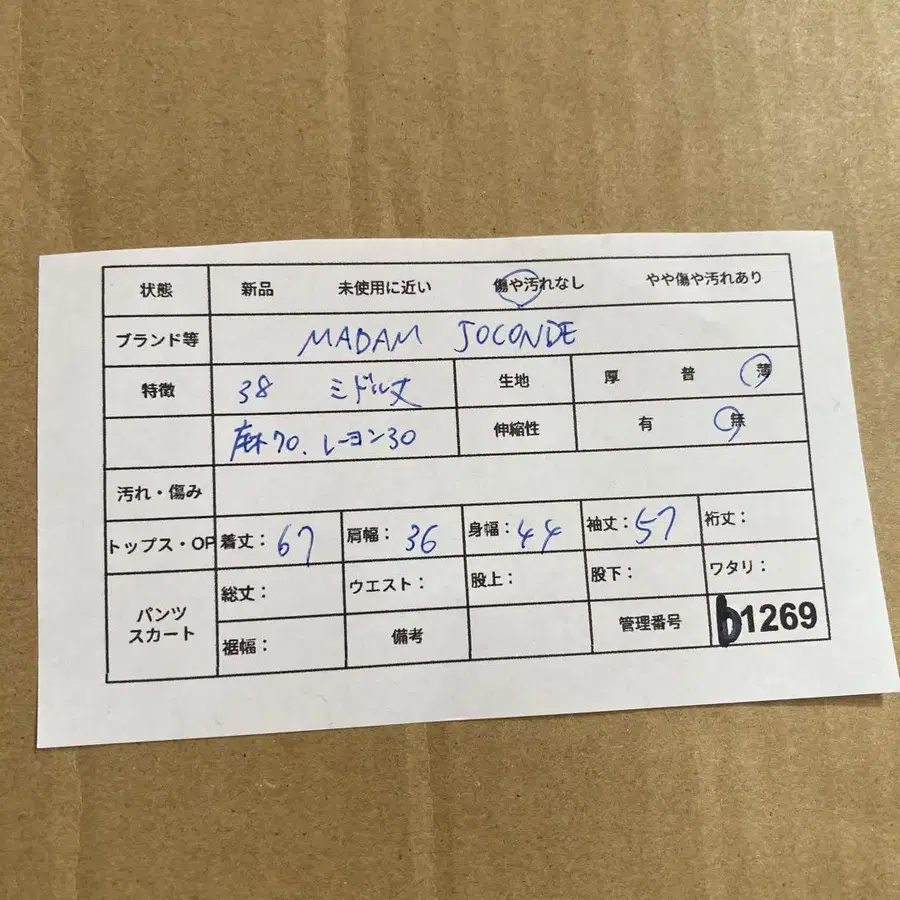 状態 新品 未使用に近い 傷や汚れなし やや傷や汚れあり
ブランド等 MADAM JOCONDE
特徴 38 ミドル丈 生地 厚 普 薄
麻70、レーヨン30 伸縮性 有 無
汚れ・傷み
トップス・OP 着丈: 67 肩幅: 36 身幅: 44 袖丈: 57 裄丈:
パンツ スカート 総丈: ウエスト: 股上: 股下: ワタリ:
裾幅: 備考 管理番号 b1269